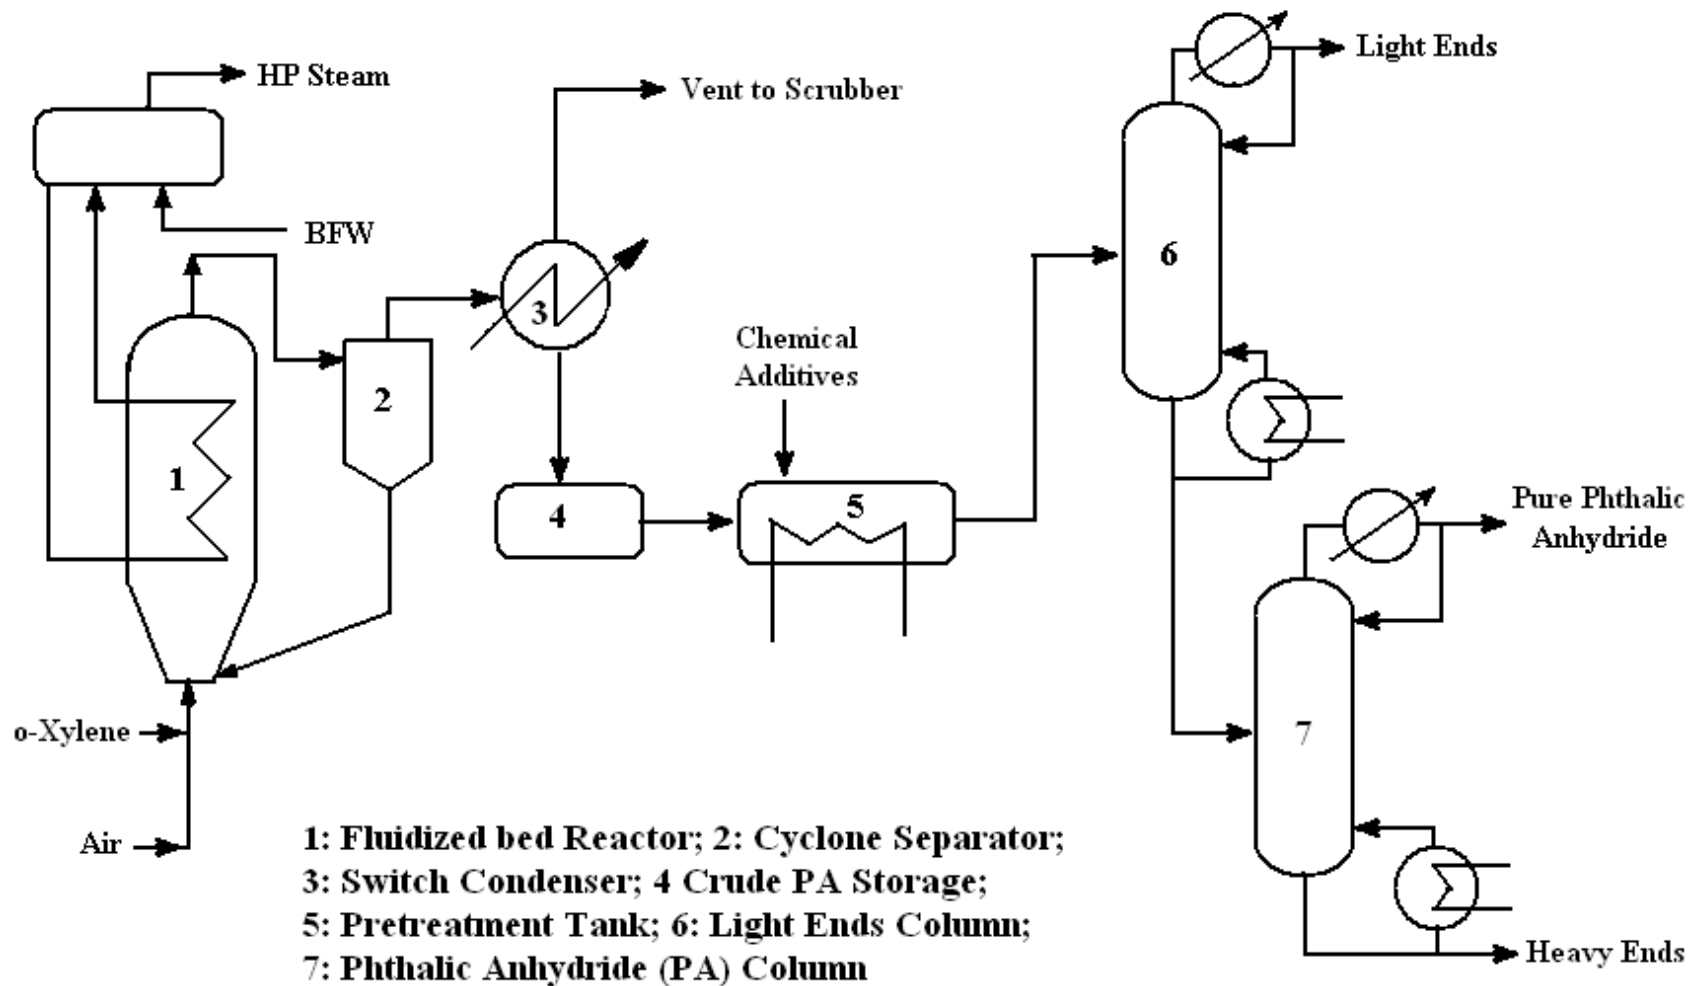 HP Steam
BFW
Vent to Scrubber
Light Ends
1
2
3
4
Chemical
Additives
5
6
Pure Phthalic
Anhydride
7
Heavy Ends
o-Xylene
Air
1: Fluidized bed Reactor; 2: Cyclone Separator;
3: Switch Condenser; 4 Crude PA Storage;
5: Pretreatment Tank; 6: Light Ends Column;
7: Phthalic Anhydride (PA) Column